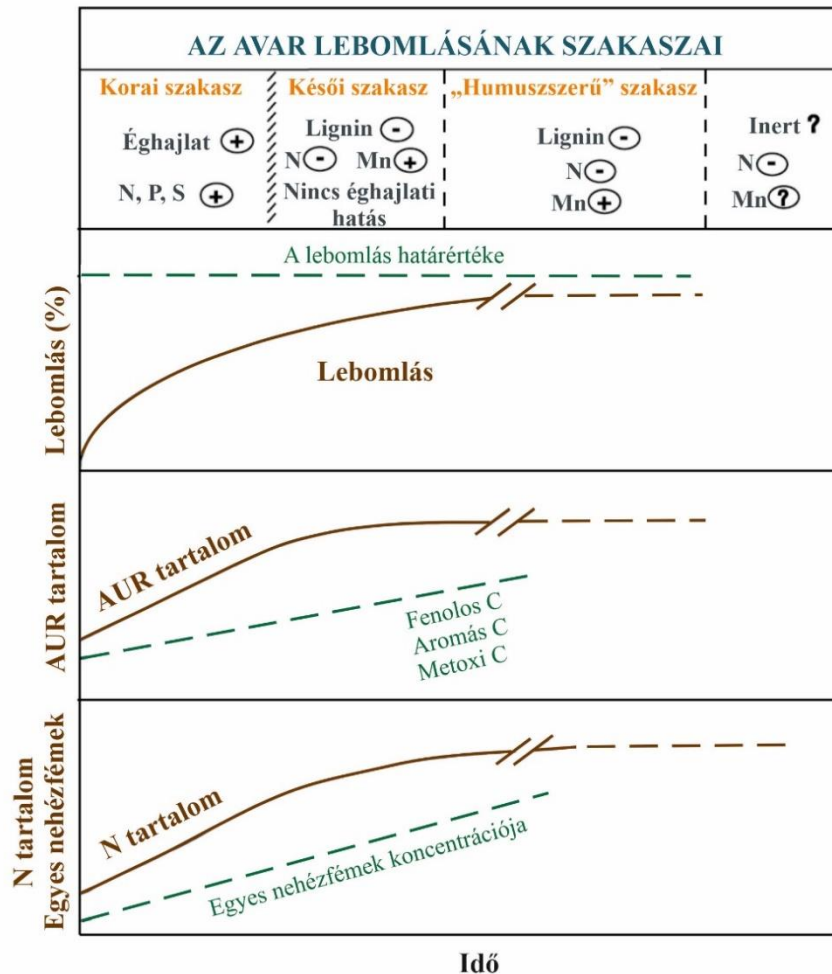 AZ AVAR LEBOMLÁSÁNAK SZAKASZAI
Korai szakasz
Éghajlat +
N, P, S +
Késői szakasz
Lignin -
N - Mn +
Nincs éghajlati
hatás
„Humuszszerű” szakasz
Lignin -
N -
Mn +
Inert ?
N -
Mn ?
Lebomlás (%)
A lebomlás határértéke
Lebomlás
AUR tartalom
AUR tartalom
Fenolos C
Aromás C
Metoxi C
N tartalom
Egyes nehézfémek
N tartalom
Egyes nehézfémek koncentrációja
Idő